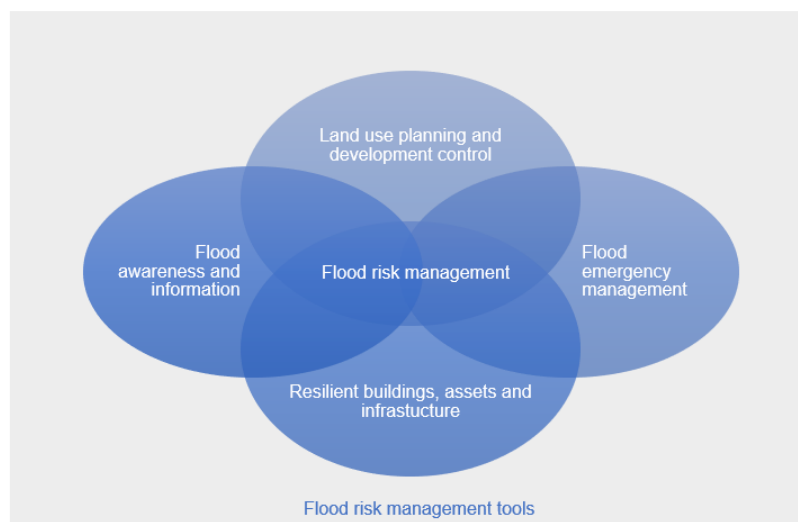 Land use planning and
development control
Flood
awareness and
information
Flood risk management
Flood
emergency
management
Resilient buildings, assets and
infrastucture
Flood risk management tools